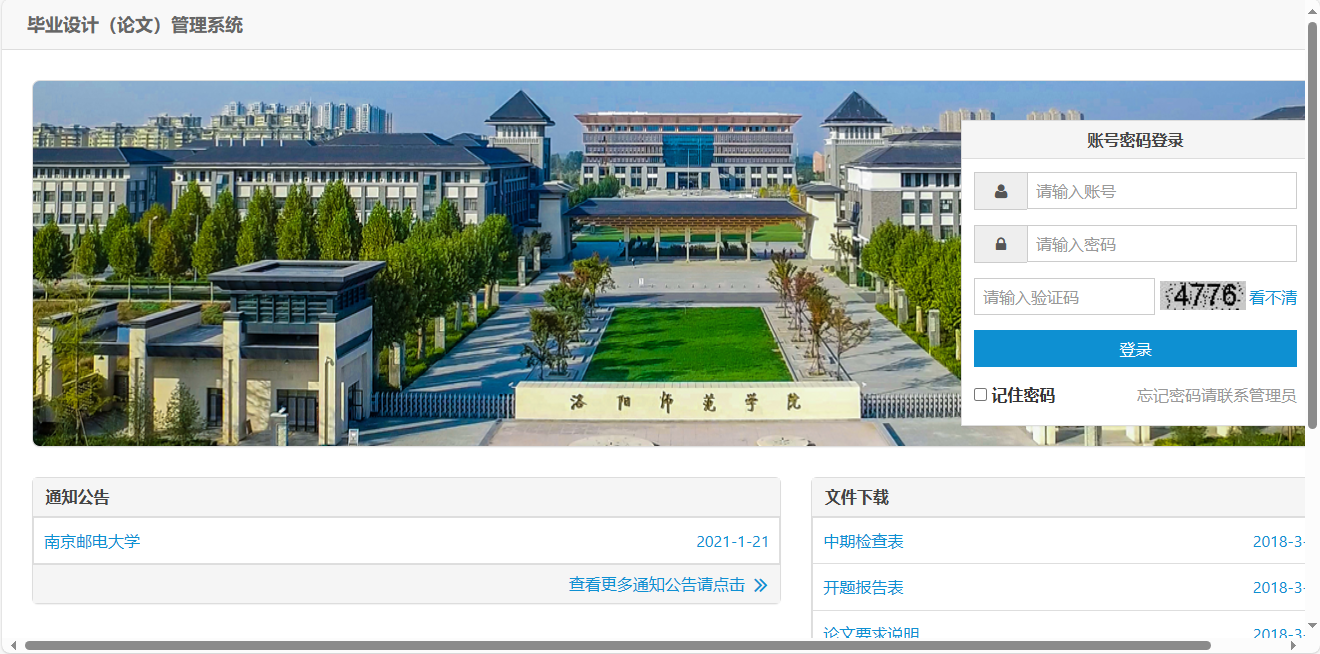 毕业设计（论文）管理系统
账号密码登录
请输入账号
请输入密码
请输入验证码 4776 看不清
登录
记住密码 忘记密码请联系管理员
洛阳师范学院
通知公告
南京邮电大学 2021-1-21
查看更多通知公告请点击
文件下载
中期检查表 2018-3-
开题报告表 2018-3-
论文要求说明 2018-3-